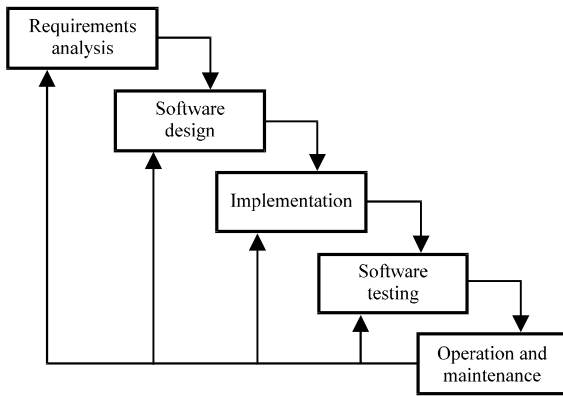 Requirements
analysis
Software
design
Implementation
Software
testing
Operation and
maintenance